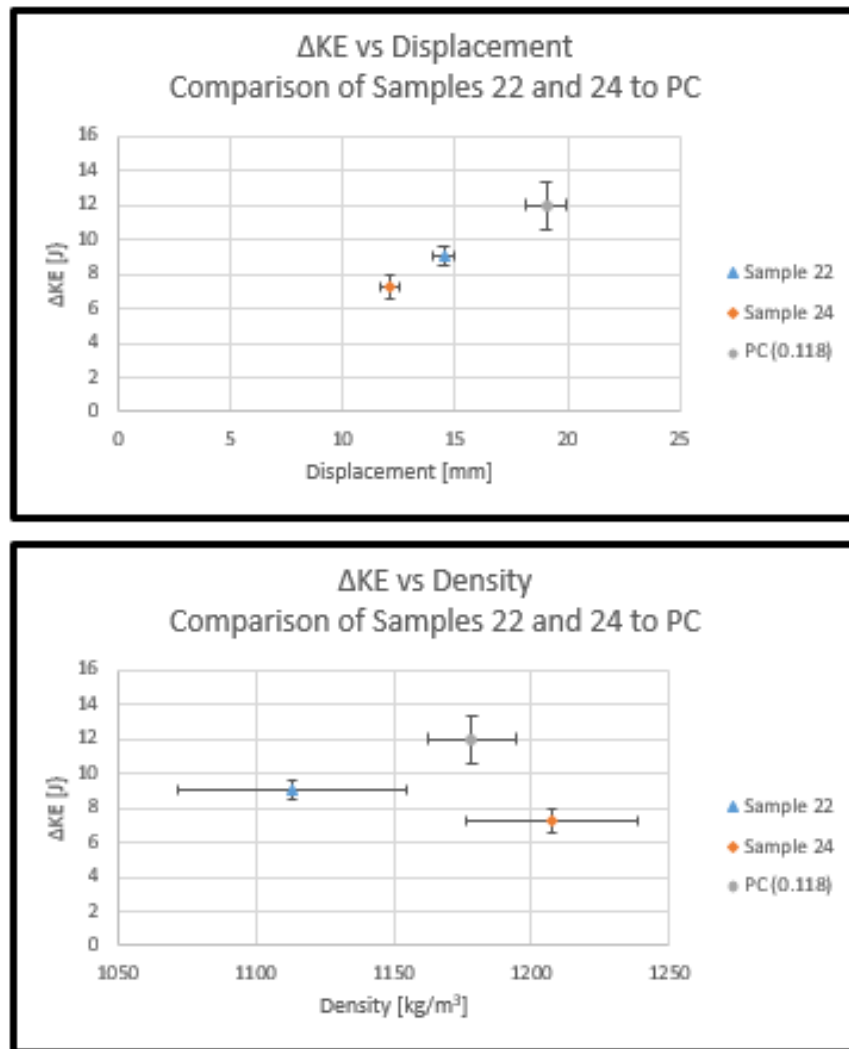 ΔKE vs Displacement
Comparison of Samples 22 and 24 to PC
16
14
12
10
8
6
4
2
0
ΔKE [J]
0 5 10 15 20 25
Displacement [mm]
Sample 22
Sample 24
PC (0.118)
ΔKE vs Density
Comparison of Samples 22 and 24 to PC
16
14
12
10
8
6
4
2
0
ΔKE [J]
1050 1100 1150 1200 1250
Density [kg/m³]
Sample 22
Sample 24
PC (0.118)